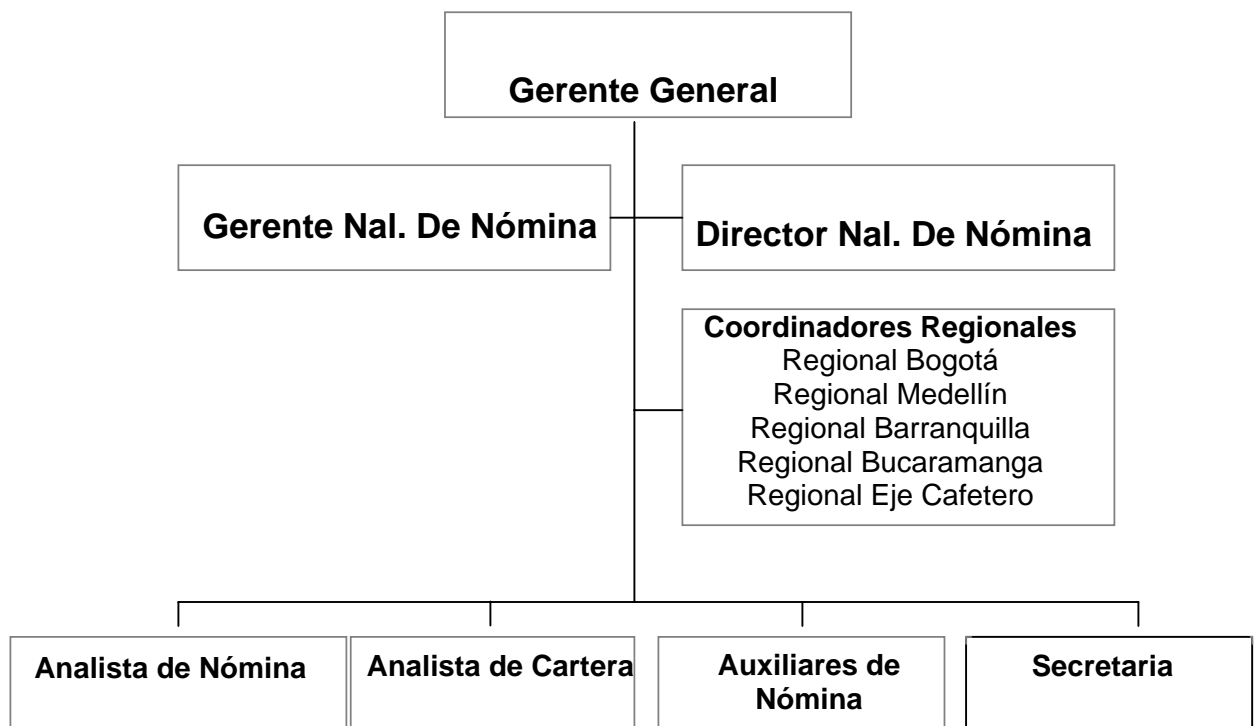 Gerente General
Gerente Nal. De Nómina
Director Nal. De Nómina
Coordinadores Regionales
Regional Bogotá
Regional Medellín
Regional Barranquilla
Regional Bucaramanga
Regional Eje Cafetero
Analista de Nómina
Analista de Cartera
Auxiliares de
Nómina
Secretaria